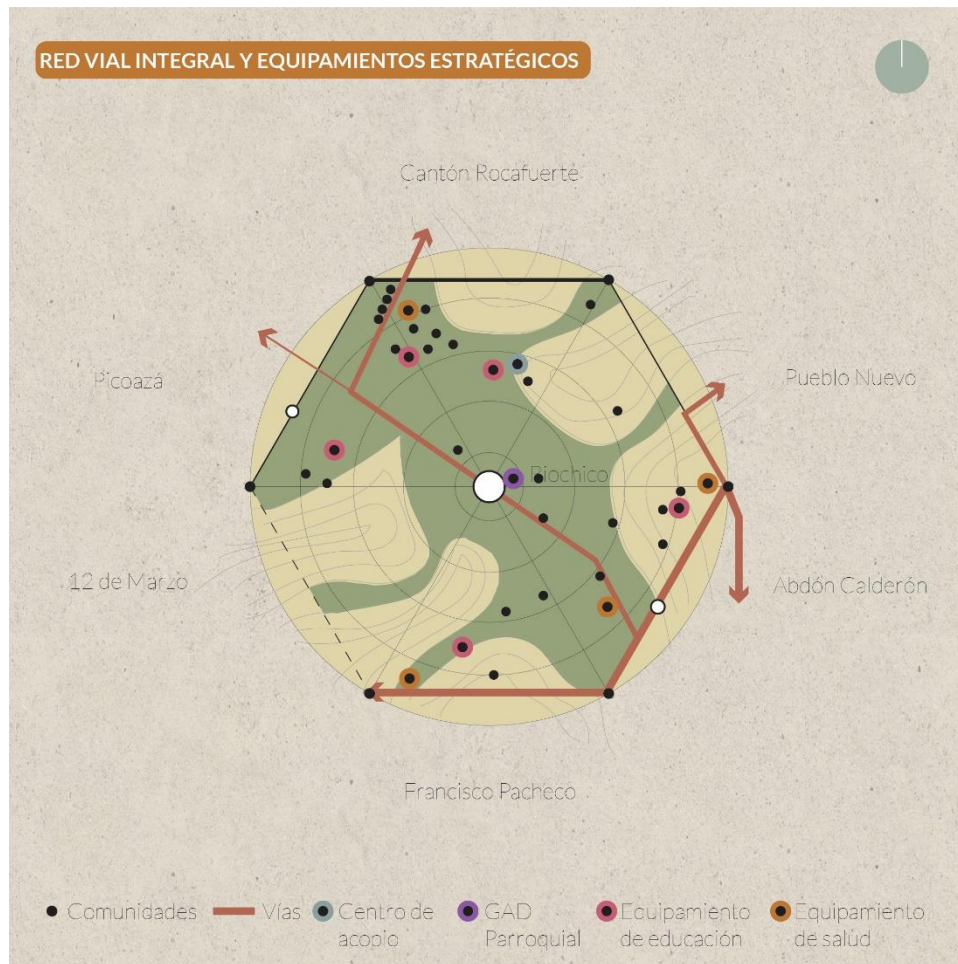 RED VIAL INTEGRAL Y EQUIPAMIENTOS ESTRATÉGICOS
Cantón Rocafuerte
Picoazá
Pueblo Nuevo
Riochico
12 de Marzo
Abdón Calderón
Francisco Pacheco
Comunidades
Vías
Centro de
acopio
GAD
Parroquial
Equipamiento
de educación
Equipamiento
de salud